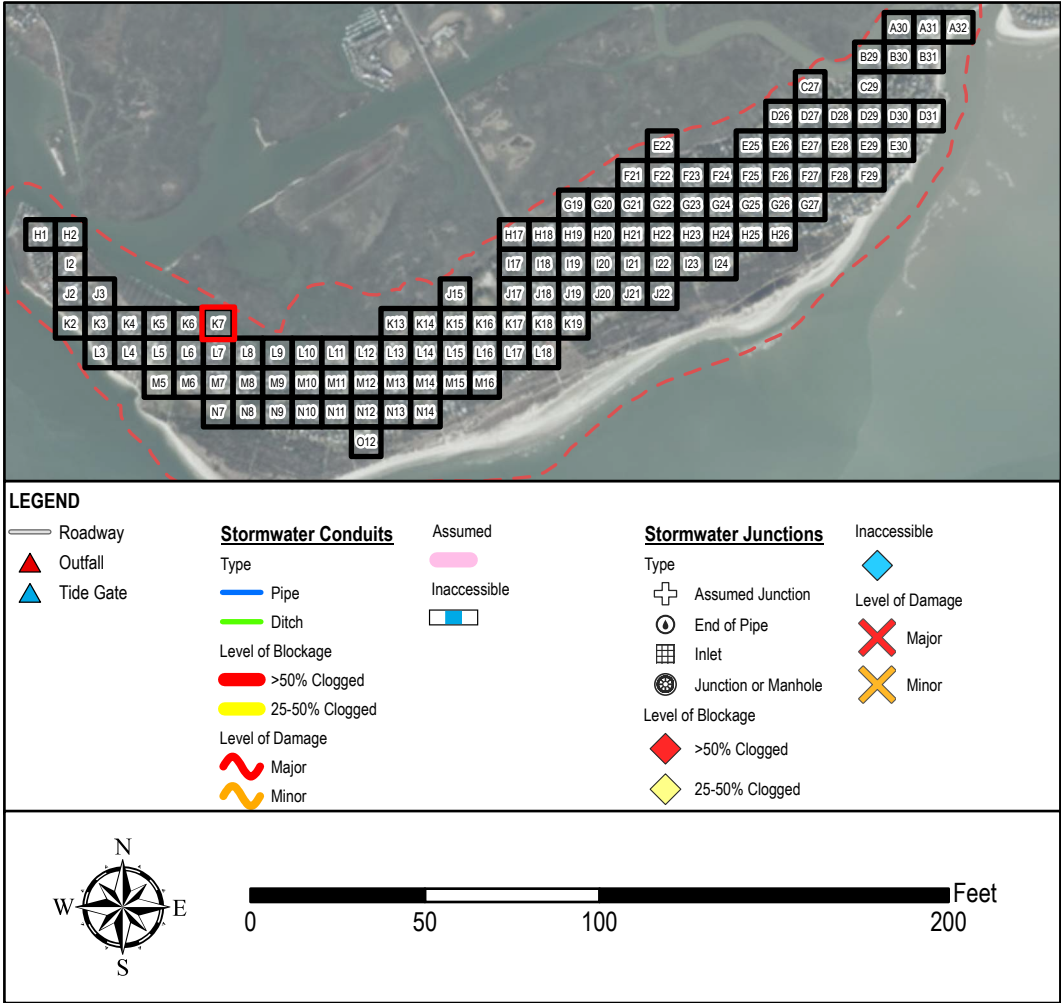 A30 A31 A32
B29 B30 B31
C27 C29
D26 D27 D28 D29 D30 D31
E22 E25 E26 E27 E28 E29 E30
F21 F22 F23 F24 F25 F26 F27 F28 F29
G19 G20 G21 G22 G23 G24 G25 G26 G27
H1 H2 H17 H18 H19 H20 H21 H22 H23 H24 H25 H26
I2 I17 I18 I19 I20 I21 I22 I23 I24
J2 J3 J15 J17 J18 J19 J20 J21 J22
K2 K3 K4 K5 K6 K7 K13 K14 K15 K16 K17 K18 K19
L3 L4 L5 L6 L7 L8 L9 L10 L11 L12 L13 L14 L15 L16 L17 L18
M5 M6 M7 M8 M9 M10 M11 M12 M13 M14 M15 M16
N7 N8 N9 N10 N11 N12 N13 N14
O12
LEGEND
Roadway
Outfall
Tide Gate
Stormwater Conduits
Type
Pipe
Ditch
Level of Blockage
>50% Clogged
25-50% Clogged
Level of Damage
Major
Minor
Assumed
Inaccessible
Stormwater Junctions
Type
Assumed Junction
End of Pipe
Inlet
Junction or Manhole
Level of Blockage
>50% Clogged
25-50% Clogged
Inaccessible
Level of Damage
Major
Minor
N
W E
S
Feet
0 50 100 200